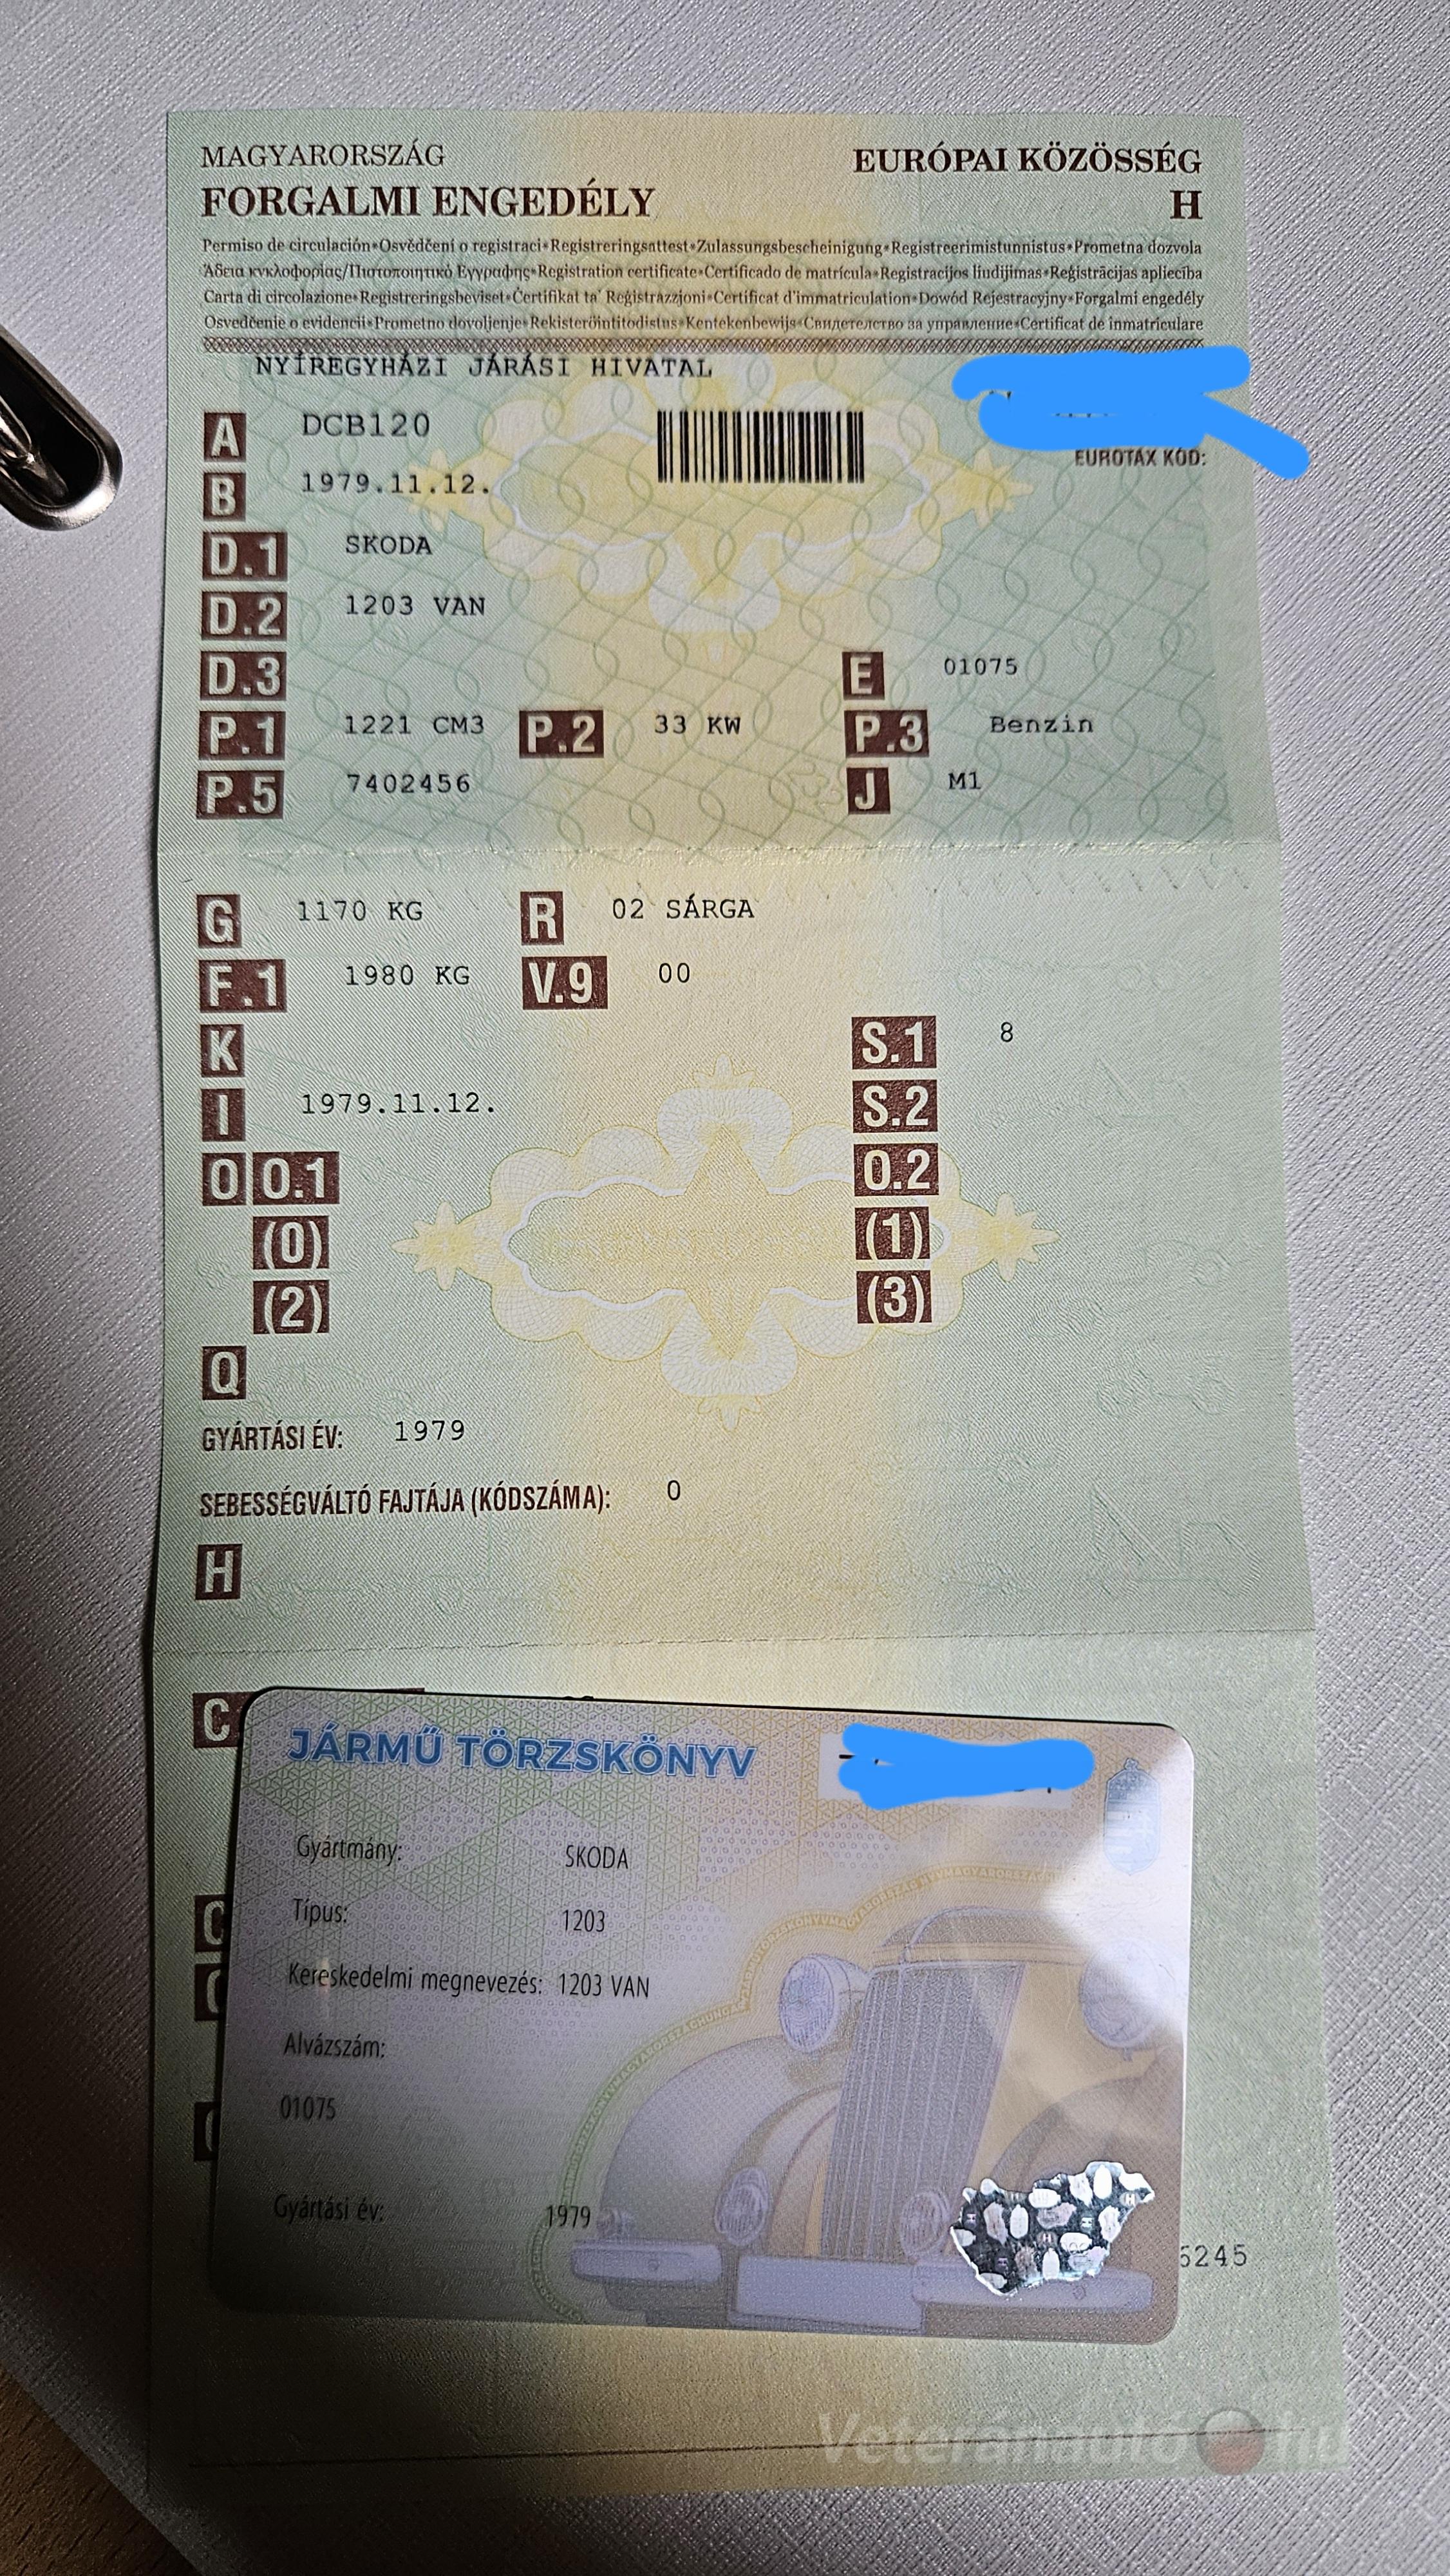 MAGYARORSZÁG EURÓPAI KÖZÖSSÉG
FORGALMI ENGEDÉLY H
Permiso de circulación•Osvědčení o registraci•Registreringsattest•Zulassungsbescheinigung•Registreerimistunnistus•Prometna dozvola
Άδεια κυκλοφορίας/Πιστοποιητικό Εγγραφης•Registration certificate•Certificado de matrícula•Registracijos liudijimas•Reģistrācijas apliecība
Carta di circolazione•Registreringsbeviset•Ċertifikat ta' Reġistrazzjoni•Certificat d'immatriculation•Dowód Rejestracyjny•Forgalmi engedély
Osvedčenie o evidencii•Prometno dovoljenje•Rekisteröintitodistus•Kentekenbewijs•Свидетелство за управление•Certificat de înmatriculare
NYÍREGYHÁZI JÁRÁSI HIVATAL
A DCB120
EUROTAX KÓD:
B 1979.11.12.
D.1 SKODA
D.2 1203 VAN
D.3 E 01075
P.1 1221 CM3 P.2 33 KW P.3 Benzin
P.5 7402456 J M1
G 1170 KG R 02 SÁRGA
F.1 1980 KG V.9 00
K S.1 8
I 1979.11.12. S.2
O O.1 O.2
(0) (1)
(2) (3)
Q
GYÁRTÁSI ÉV: 1979
SEBESSÉGVÁLTÓ FAJTÁJA (KÓDSZÁMA): 0
H
C
JÁRMŰ TÖRZSKÖNYV
Gyártmány: SKODA
Típus: 1203
Kereskedelmi megnevezés: 1203 VAN
Alvázszám:
01075
Gyártási év: 1979
6245
Veteránautó.hu